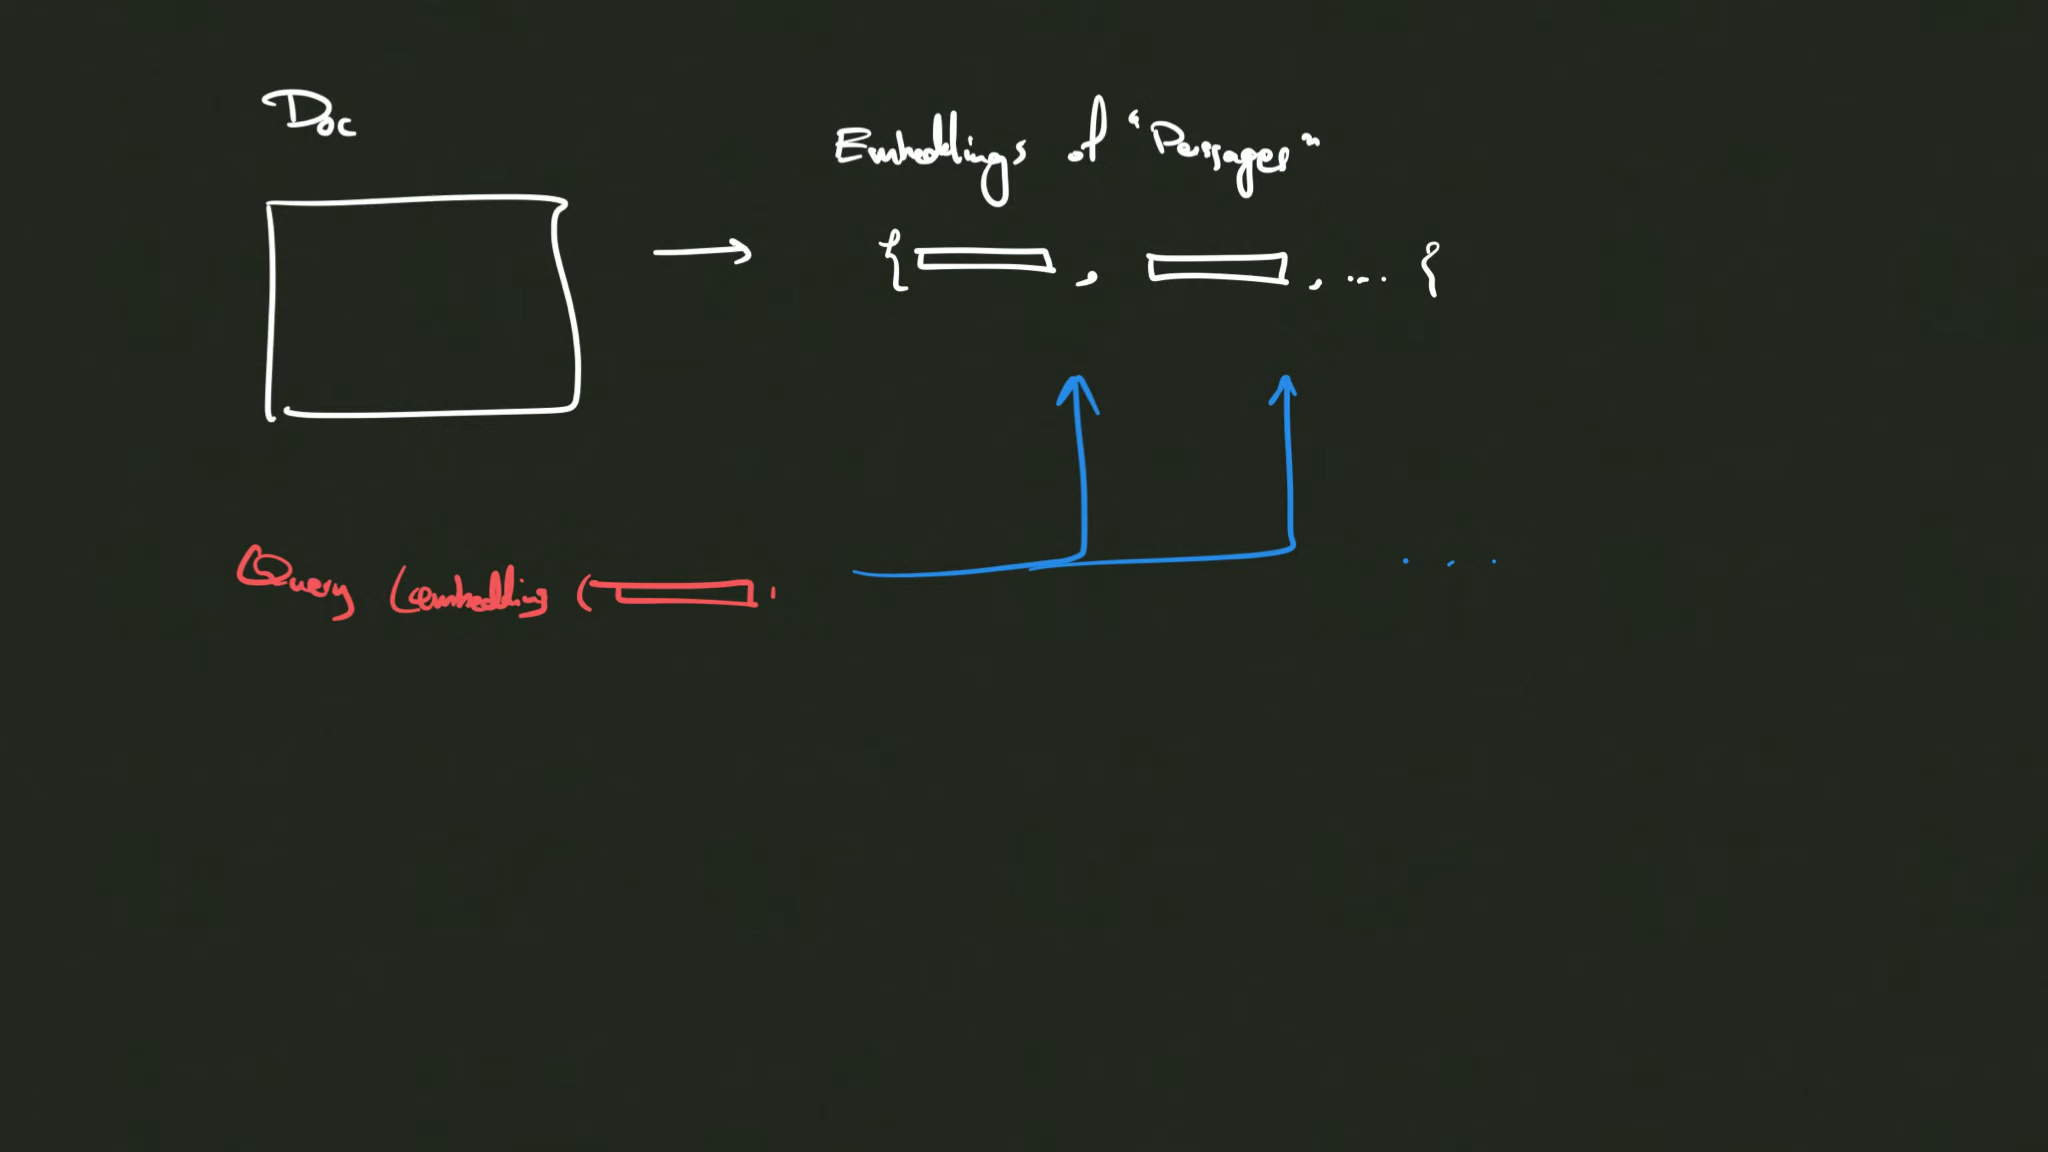 Doc
Embeddings of "Passages"
{ , , ... {
Query (embedding (
...